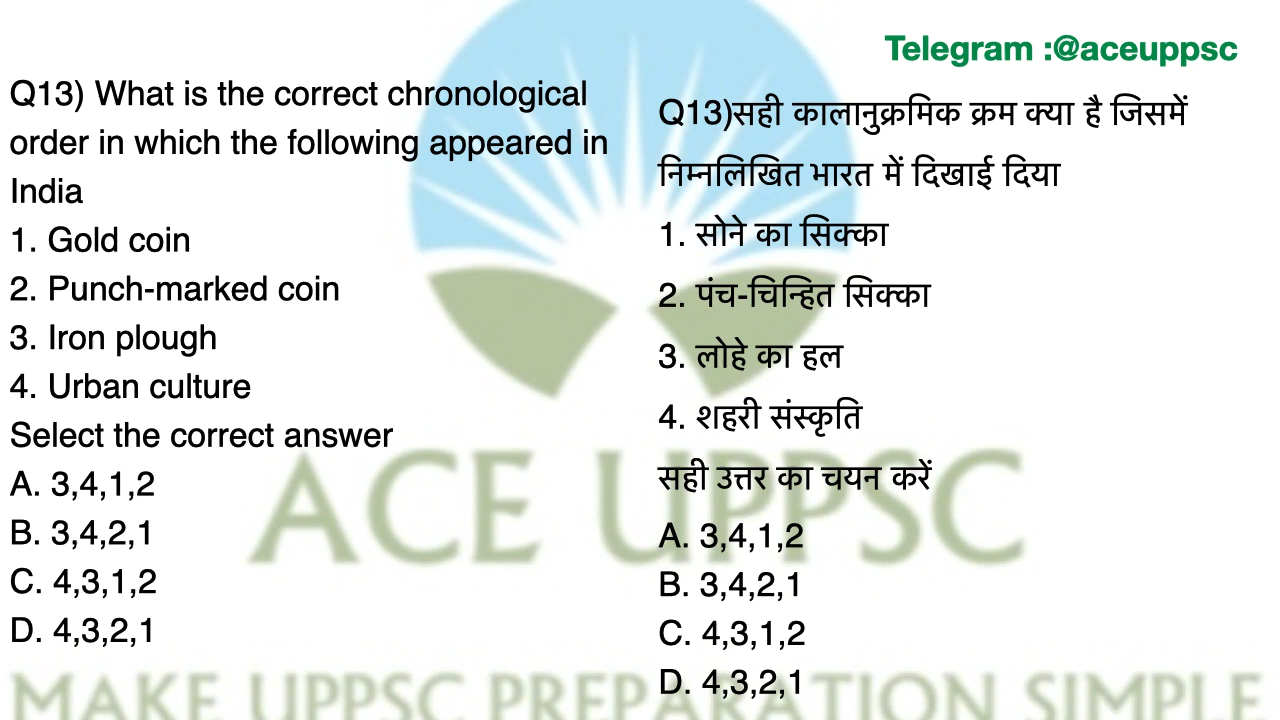 Telegram :@aceuppsc
Q13) What is the correct chronological
order in which the following appeared in
India
1. Gold coin
2. Punch-marked coin
3. Iron plough
4. Urban culture
Select the correct answer
A. 3,4,1,2
B. 3,4,2,1
C. 4,3,1,2
D. 4,3,2,1
Q13)सही कालानुक्रमिक क्रम क्या है जिसमें
निम्नलिखित भारत में दिखाई दिया
1. सोने का सिक्का
2. पंच-चिन्हित सिक्का
3. लोहे का हल
4. शहरी संस्कृति
सही उत्तर का चयन करें
A. 3,4,1,2
B. 3,4,2,1
C. 4,3,1,2
D. 4,3,2,1
ACE UPPSC
MAKE UPPSC PREPARATION SIMPLE